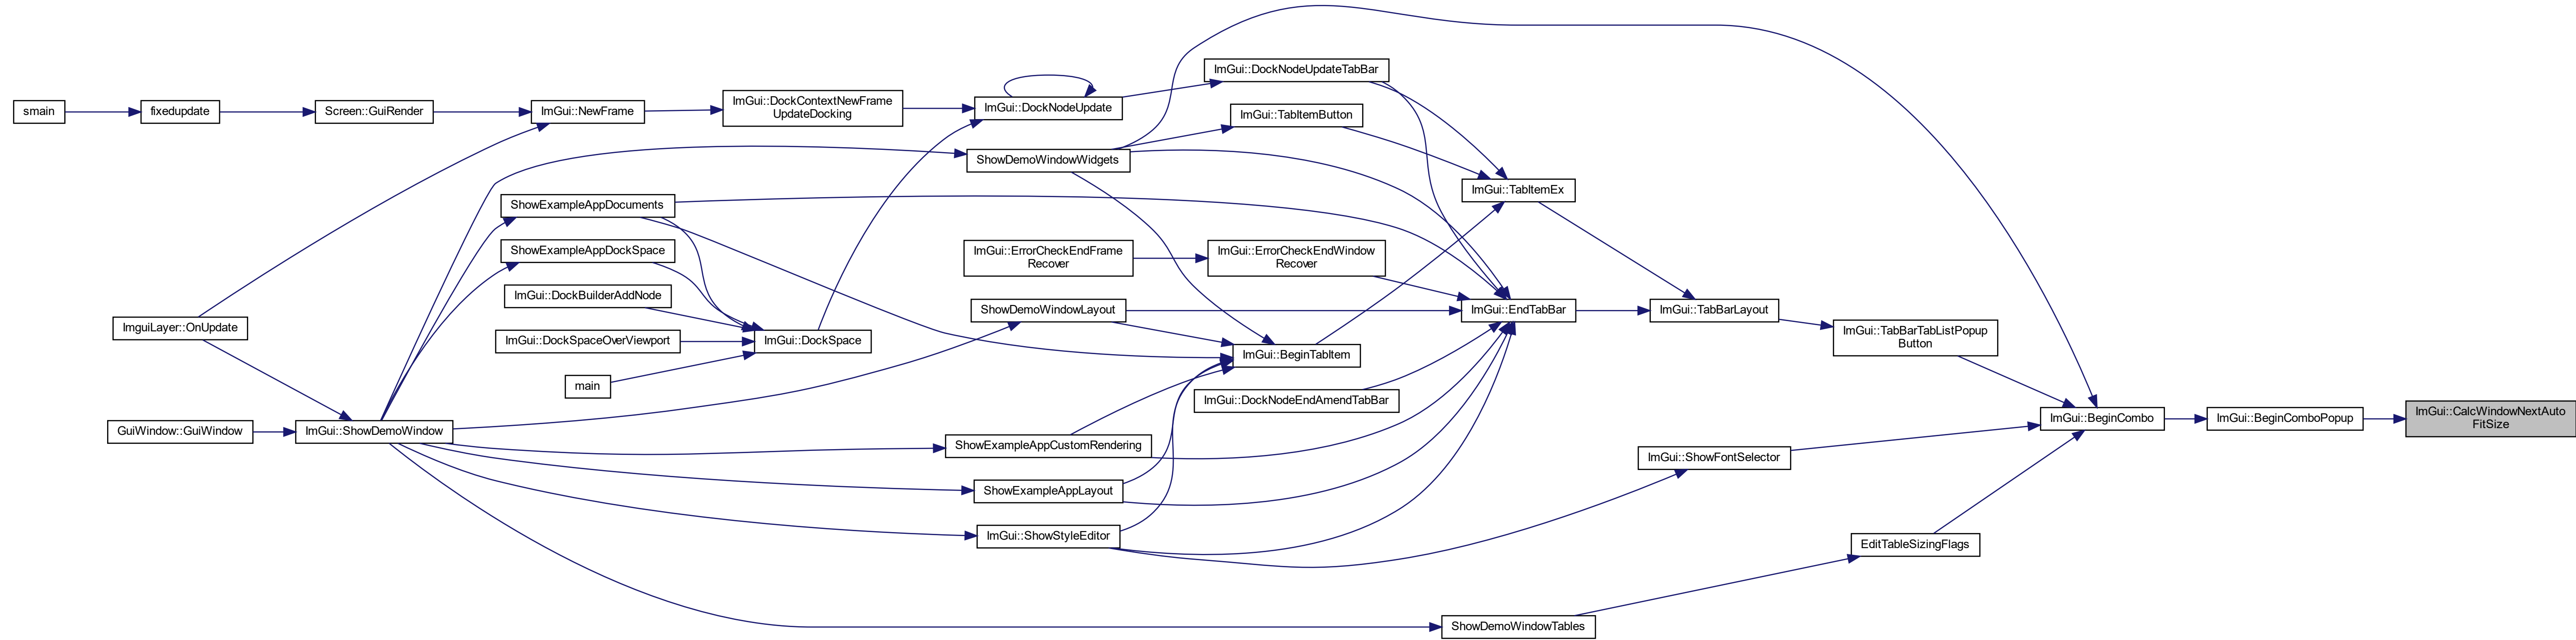 smain
fixedupdate
Screen::GuiRender
ImGui::NewFrame
ImGui::DockContextNewFrame
UpdateDocking
ImGui::DockNodeUpdate
ImGui::DockNodeUpdateTabBar
ImGui::TabItemButton
ShowDemoWindowWidgets
ImGui::TabItemEx
ShowExampleAppDocuments
ShowExampleAppDockSpace
ImGui::ErrorCheckEndFrame
Recover
ImGui::ErrorCheckEndWindow
Recover
ImGui::DockBuilderAddNode
ShowDemoWindowLayout
ImGui::EndTabBar
ImGui::TabBarLayout
ImguiLayer::OnUpdate
ImGui::DockSpaceOverViewport
ImGui::DockSpace
ImGui::BeginTabItem
ImGui::TabBarTabListPopup
Button
main
ImGui::DockNodeEndAmendTabBar
GuiWindow::GuiWindow
ImGui::ShowDemoWindow
ShowExampleAppCustomRendering
ImGui::ShowFontSelector
ImGui::BeginCombo
ImGui::BeginComboPopup
ImGui::CalcWindowNextAuto
FitSize
ShowExampleAppLayout
ImGui::ShowStyleEditor
EditTableSizingFlags
ShowDemoWindowTables